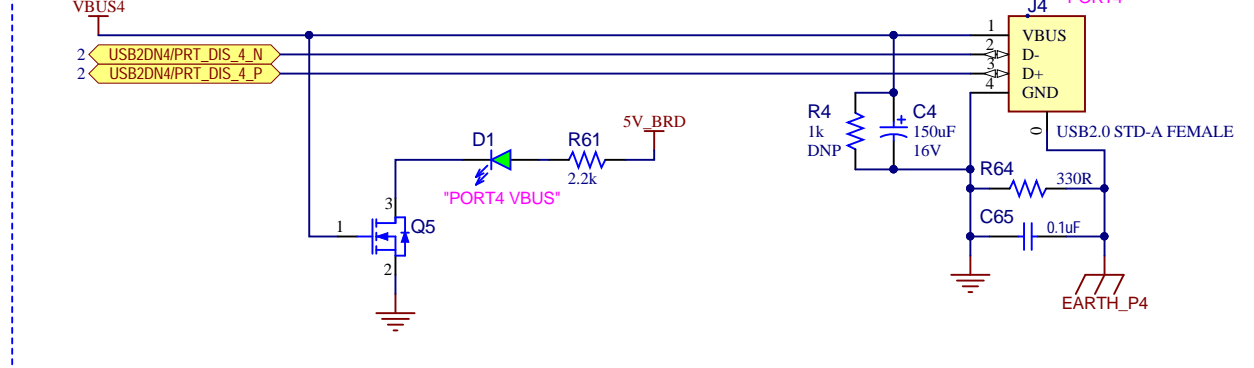 VBUS4
J4
1
VBUS
2 USB2DN4/PRT_DIS_4_N
2
D-
2 USB2DN4/PRT_DIS_4_P
3
D+
4
GND
R4
1k
DNP
C4
150uF
16V
0
USB2.0 STD-A FEMALE
5V_BRD
D1
R61
2.2k
"PORT4 VBUS"
R64
330R
3
1
Q5
2
C65
0.1uF
EARTH_P4